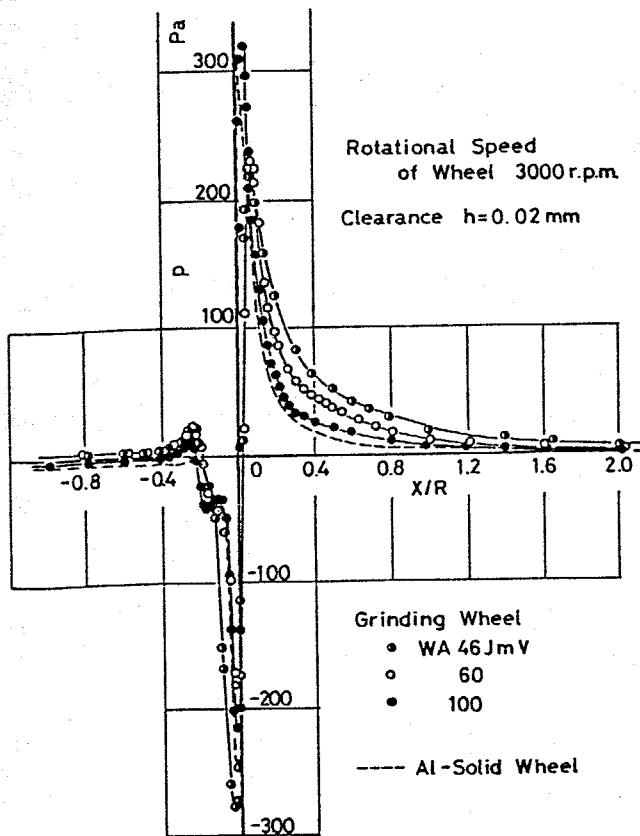 Pa
300
Rotational Speed
of Wheel 3000 r.p.m.
200
Clearance h=0.02 mm
P
100
-0.8 -0.4 0 0.4 0.8 1.2 1.6 2.0
X/R
-100
Grinding Wheel
WA 46JmV
60
-200
100
Al-Solid Wheel
-300